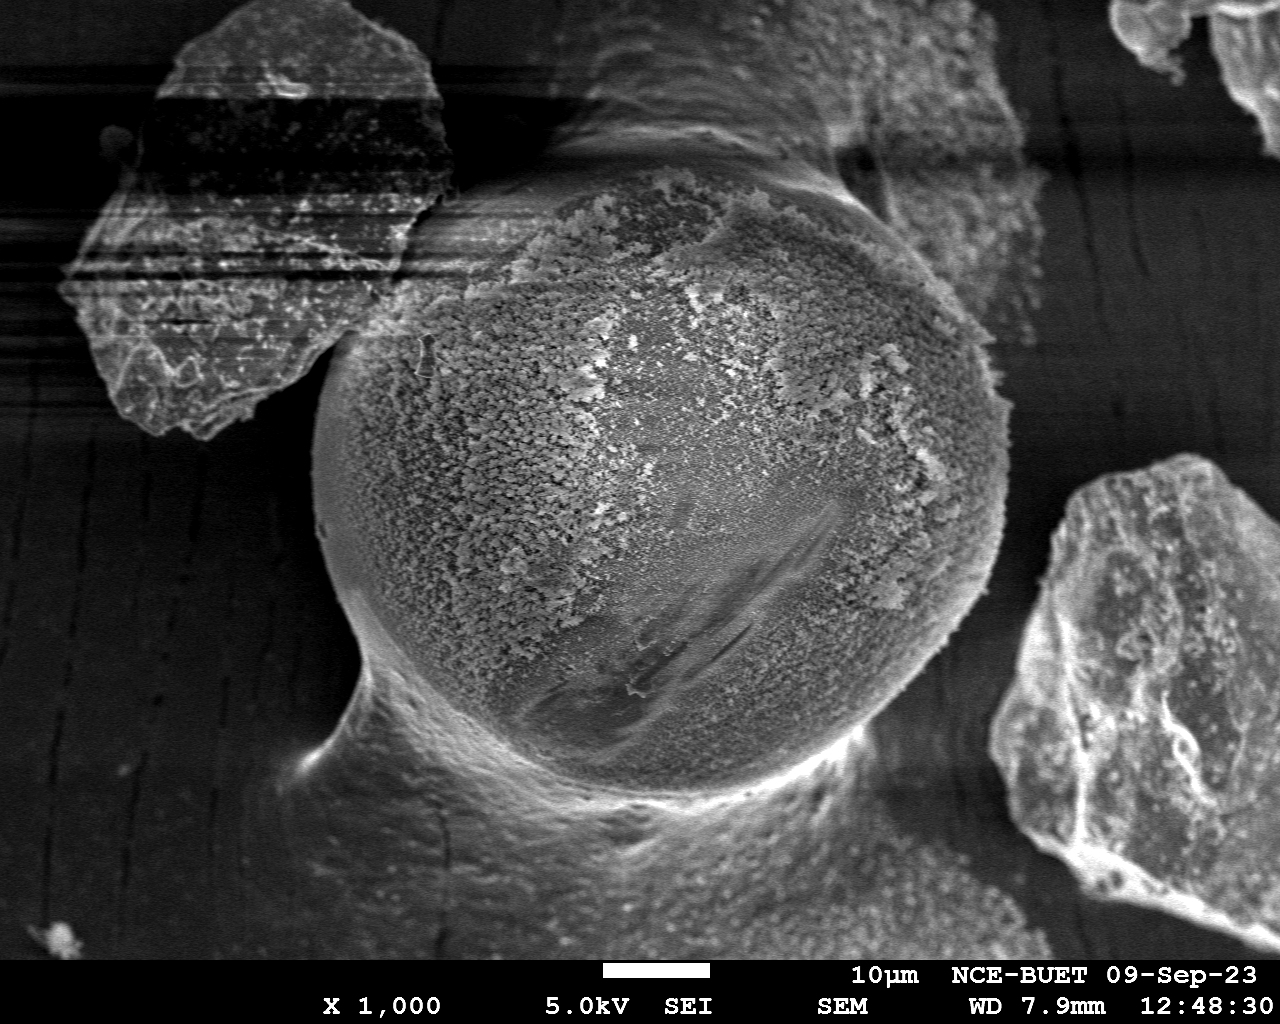 10µm NCE-BUET 09-Sep-23
X 1,000 5.0kV SEI SEM WD 7.9mm 12:48:30